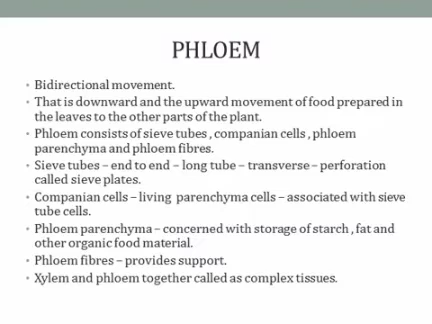 PHLOEM
• Bidirectional movement.
• That is downward and the upward movement of food prepared in
the leaves to the other parts of the plant.
• Phloem consists of sieve tubes , companian cells , phloem
parenchyma and phloem fibres.
• Sieve tubes – end to end – long tube – transverse – perforation
called sieve plates.
• Companian cells – living parenchyma cells – associated with sieve
tube cells.
• Phloem parenchyma – concerned with storage of starch , fat and
other organic food material.
• Phloem fibres – provides support.
• Xylem and phloem together called as complex tissues.